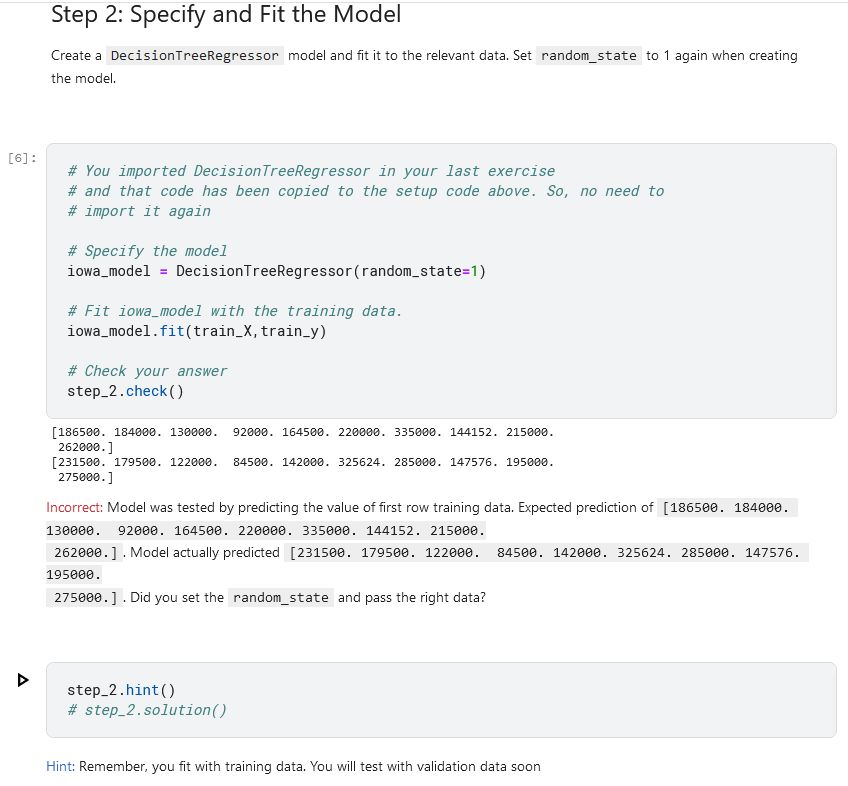 Step 2: Specify and Fit the Model
Create a DecisionTreeRegressor model and fit it to the relevant data. Set random_state to 1 again when creating
the model.
[6]:
# You imported DecisionTreeRegressor in your last exercise
# and that code has been copied to the setup code above. So, no need to
# import it again
# Specify the model
iowa_model = DecisionTreeRegressor(random_state=1)
# Fit iowa_model with the training data.
iowa_model.fit(train_X,train_y)
# Check your answer
step_2.check()
[186500. 184000. 130000.  92000. 164500. 220000. 335000. 144152. 215000.
 262000.]
[231500. 179500. 122000.  84500. 142000. 325624. 285000. 147576. 195000.
 275000.]
Incorrect: Model was tested by predicting the value of first row training data. Expected prediction of [186500. 184000.
130000.  92000. 164500. 220000. 335000. 144152. 215000.
 262000.] . Model actually predicted [231500. 179500. 122000.  84500. 142000. 325624. 285000. 147576.
195000.
 275000.] . Did you set the random_state and pass the right data?
step_2.hint()
# step_2.solution()
Hint: Remember, you fit with training data. You will test with validation data soon